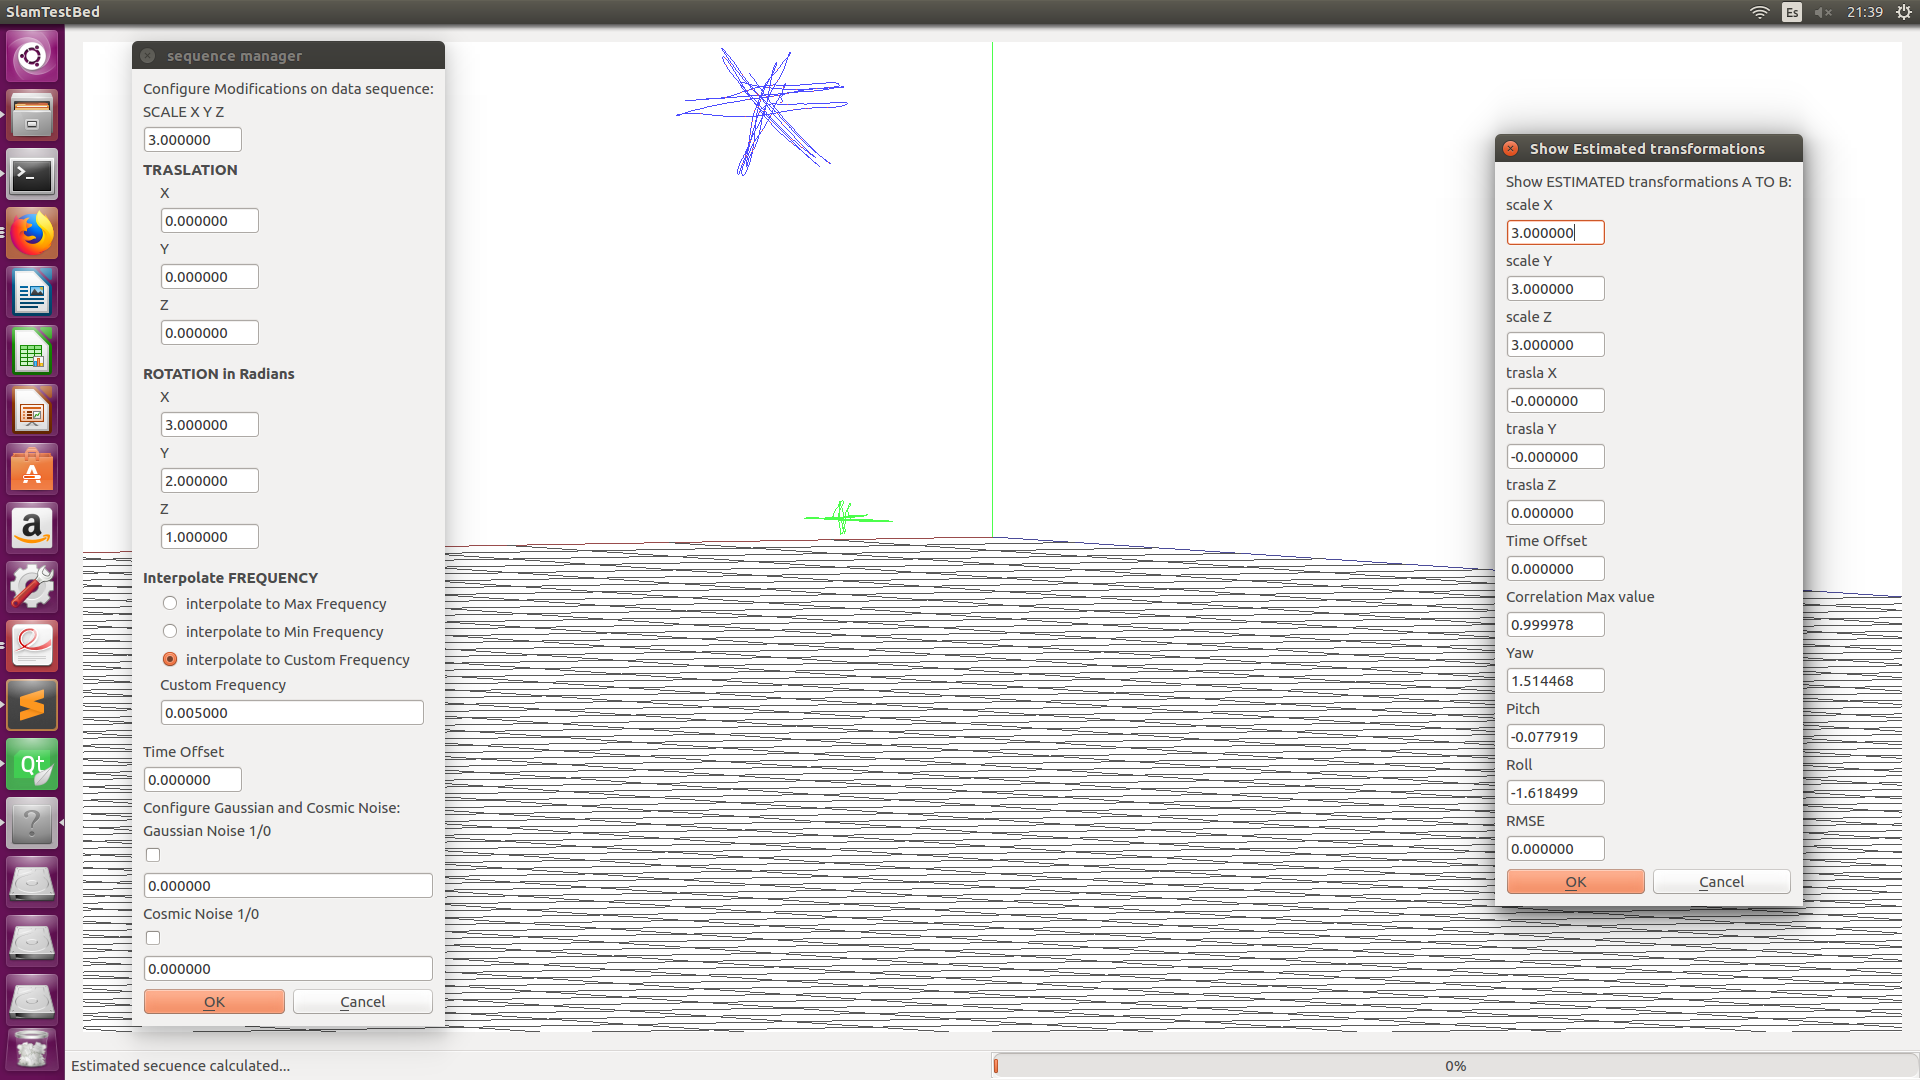 SlamTestBed
Es
21:39
sequence manager
Configure Modifications on data sequence:
SCALE X Y Z
3.000000
TRASLATION
X
0.000000
Y
0.000000
Z
0.000000
ROTATION in Radians
X
3.000000
Y
2.000000
Z
1.000000
Interpolate FREQUENCY
interpolate to Max Frequency
interpolate to Min Frequency
interpolate to Custom Frequency
Custom Frequency
0.005000
Time Offset
0.000000
Configure Gaussian and Cosmic Noise:
Gaussian Noise 1/0
0.000000
Cosmic Noise 1/0
0.000000
OK
Cancel
Show Estimated transformations
Show ESTIMATED transformations A TO B:
scale X
3.000000
scale Y
3.000000
scale Z
3.000000
trasla X
-0.000000
trasla Y
-0.000000
trasla Z
0.000000
Time Offset
0.000000
Correlation Max value
0.999978
Yaw
1.514468
Pitch
-0.077919
Roll
-1.618499
RMSE
0.000000
OK
Cancel
A
a
Qt
?
Estimated secuence calculated...
0%